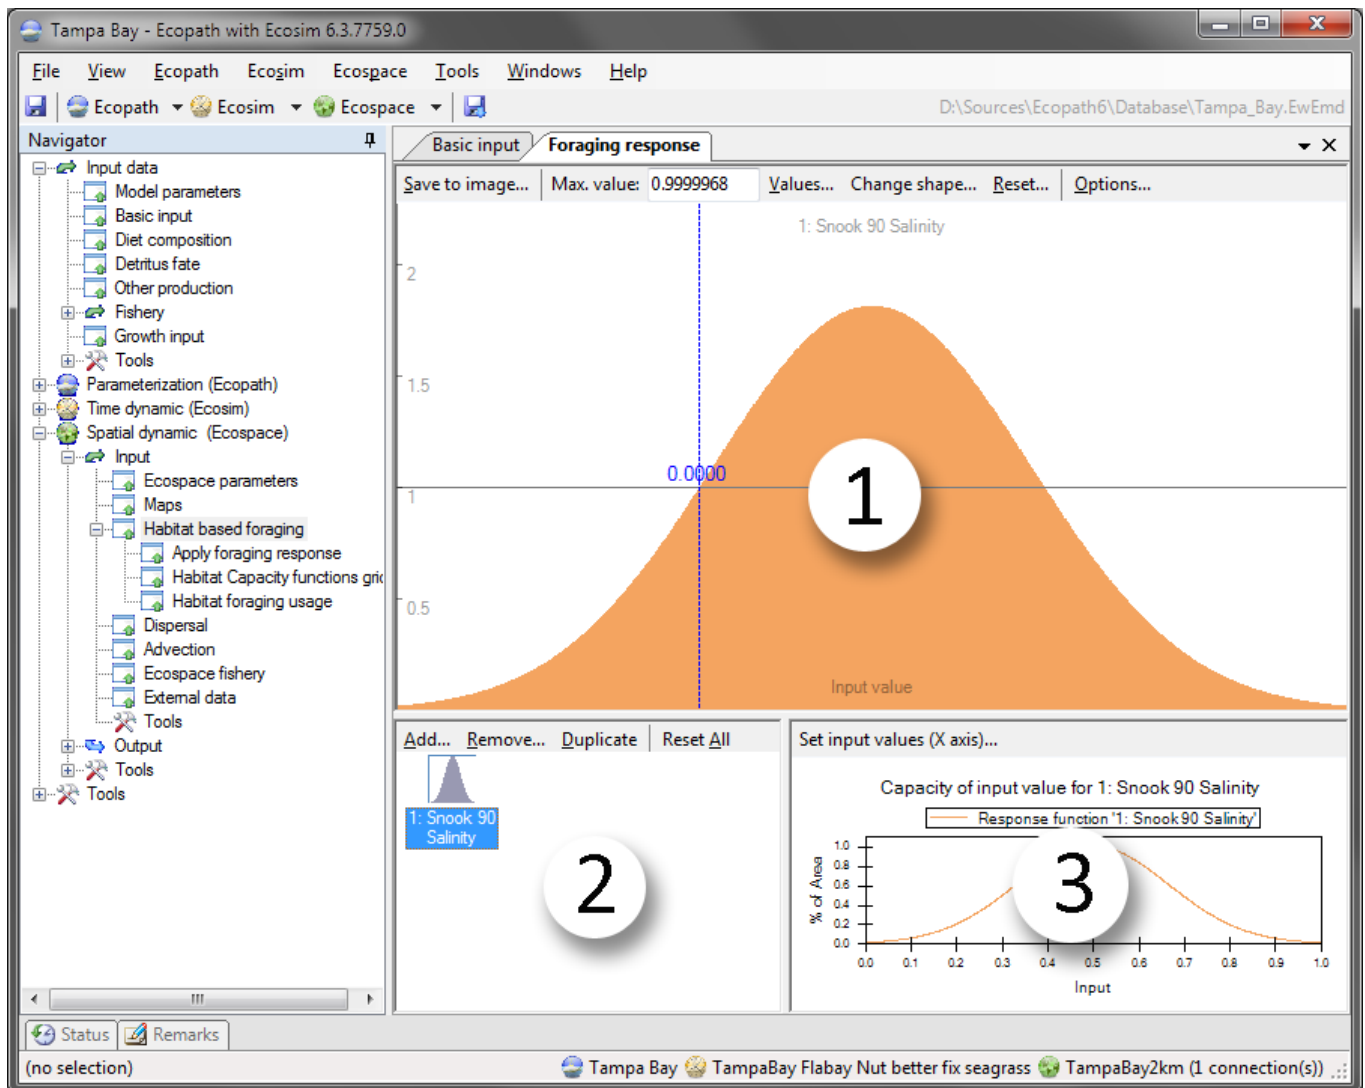 Tampa Bay - Ecopath with Ecosim 6.3.7759.0
File View Ecopath Ecosim Ecospace Tools Windows Help
Ecopath Ecosim Ecospace D:\Sources\Ecopath6\Database\Tampa_Bay.EwEmd
Navigator
Input data
Model parameters
Basic input
Diet composition
Detritus fate
Other production
Fishery
Growth input
Tools
Parameterization (Ecopath)
Time dynamic (Ecosim)
Spatial dynamic (Ecospace)
Input
Ecospace parameters
Maps
Habitat based foraging
Apply foraging response
Habitat Capacity functions gri
Habitat foraging usage
Dispersal
Advection
Ecospace fishery
External data
Tools
Output
Tools
Tools
Basic input Foraging response
Save to image... Max. value: 0.9999968 Values... Change shape... Reset... Options...
1: Snook 90 Salinity
2
1.5
0.0000
1
1
0.5
Input value
Add... Remove... Duplicate Reset All
1: Snook 90
Salinity
2
Set input values (X axis)...
Capacity of input value for 1: Snook 90 Salinity
Response function '1: Snook 90 Salinity'
% of Area
1.0
0.8
0.6
0.4
0.2
0.0
3
0.0 0.1 0.2 0.3 0.4 0.5 0.6 0.7 0.8 0.9 1.0
Input
Status Remarks
(no selection) Tampa Bay TampaBay Flabay Nut better fix seagrass TampaBay2km (1 connection(s))